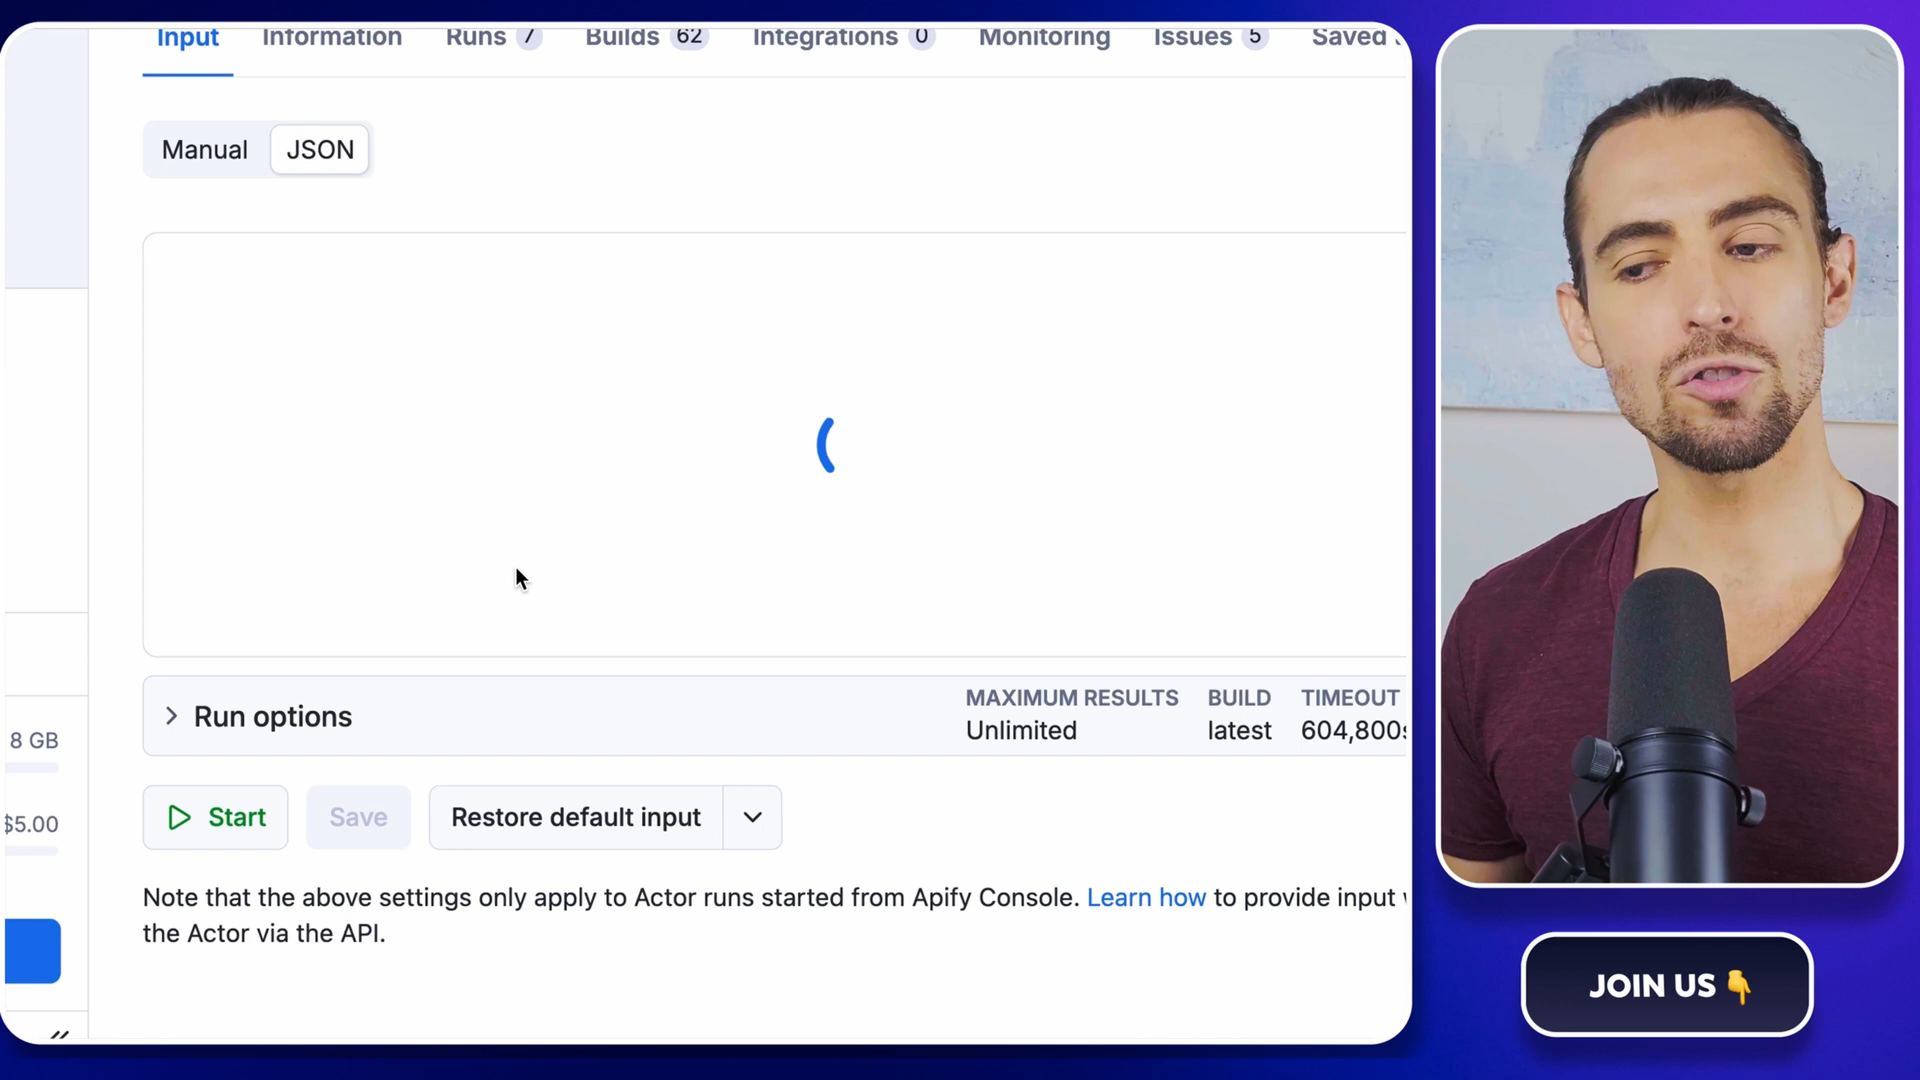 Input Information Runs 7 Builds 62 Integrations 0 Monitoring Issues 5 Saved
Manual JSON
Run options
MAXIMUM RESULTS BUILD TIMEOUT
Unlimited latest 604,800s
8 GB
$5.00
Start Save Restore default input
Note that the above settings only apply to Actor runs started from Apify Console. Learn how to provide input
the Actor via the API.
JOIN US 👇